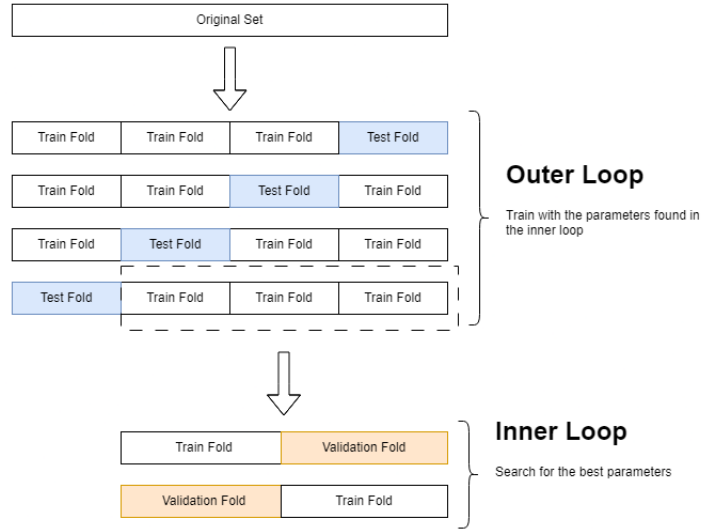 Original Set
Train Fold Train Fold Train Fold Test Fold
Train Fold Train Fold Test Fold Train Fold
Train Fold Test Fold Train Fold Train Fold
Test Fold Train Fold Train Fold Train Fold
Outer Loop
Train with the parameters found in
the inner loop
Train Fold Validation Fold
Validation Fold Train Fold
Inner Loop
Search for the best parameters